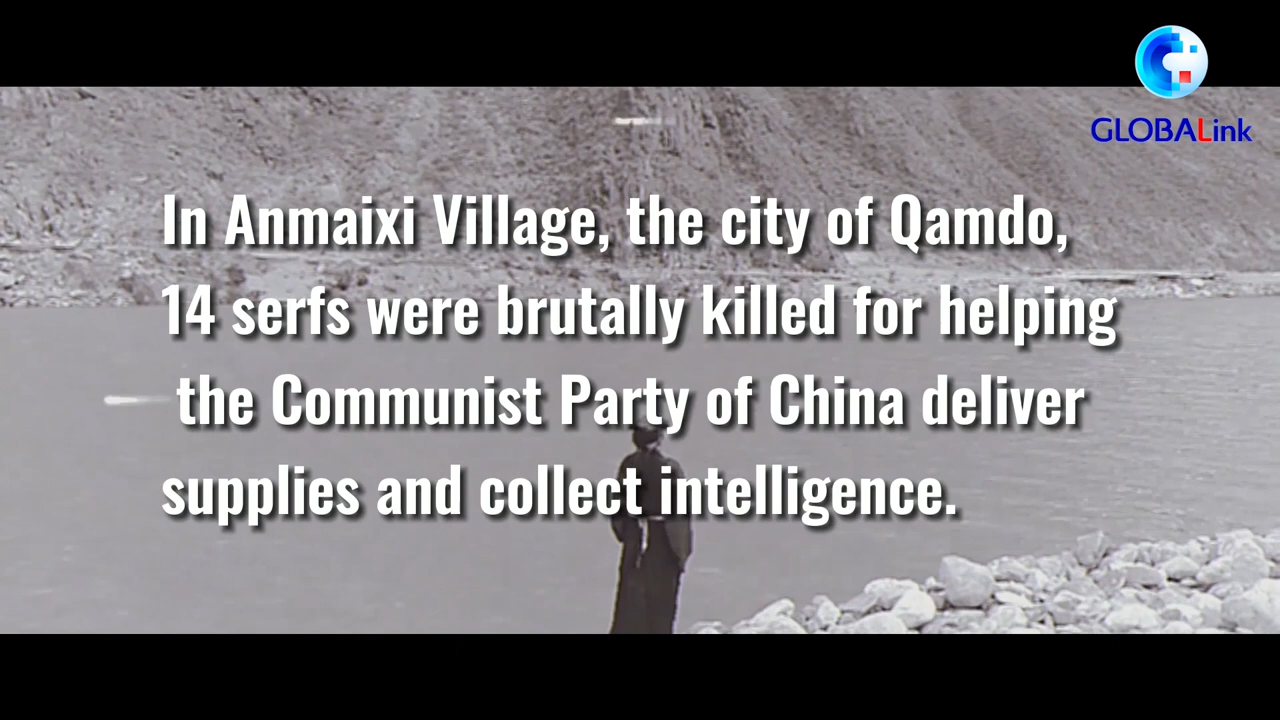 GLOBALink
In Anmaixi Village, the city of Qamdo,
14 serfs were brutally killed for helping
the Communist Party of China deliver
supplies and collect intelligence.